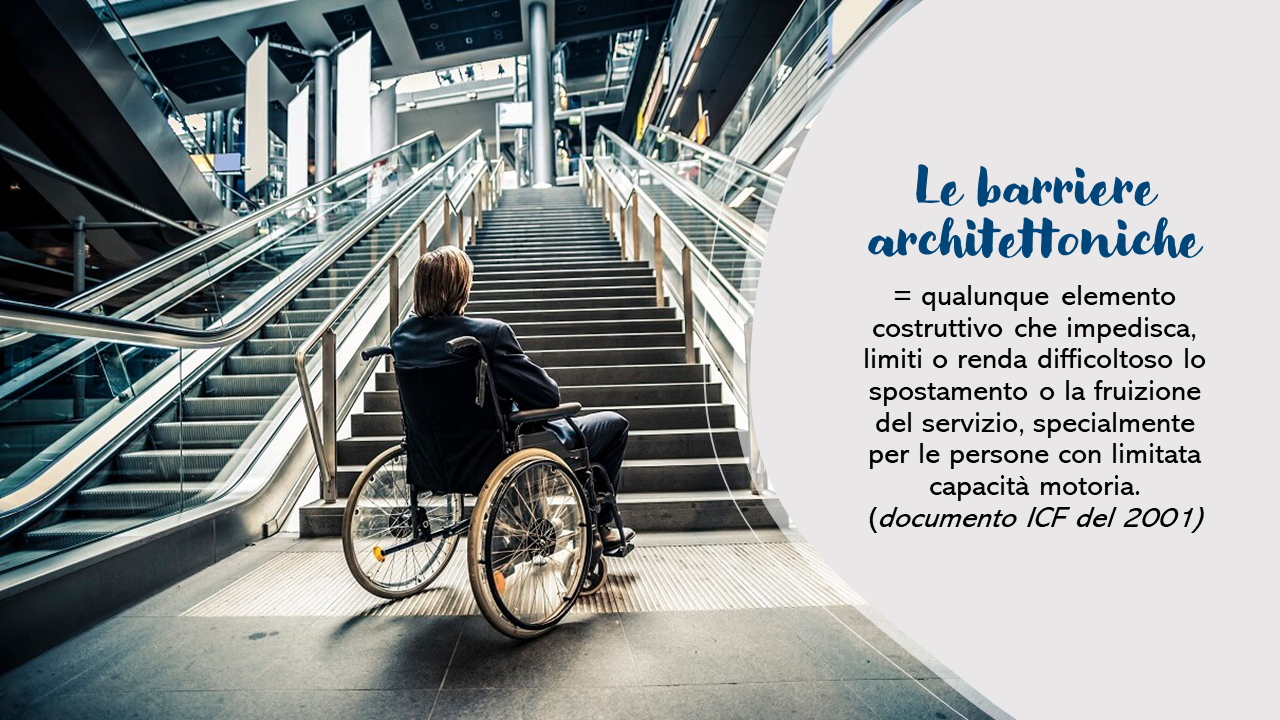 Le barriere
architettoniche
= qualunque elemento
costruttivo che impedisca,
limiti o renda difficoltoso lo
spostamento o la fruizione
del servizio, specialmente
per le persone con limitata
capacità motoria.
(documento ICF del 2001)